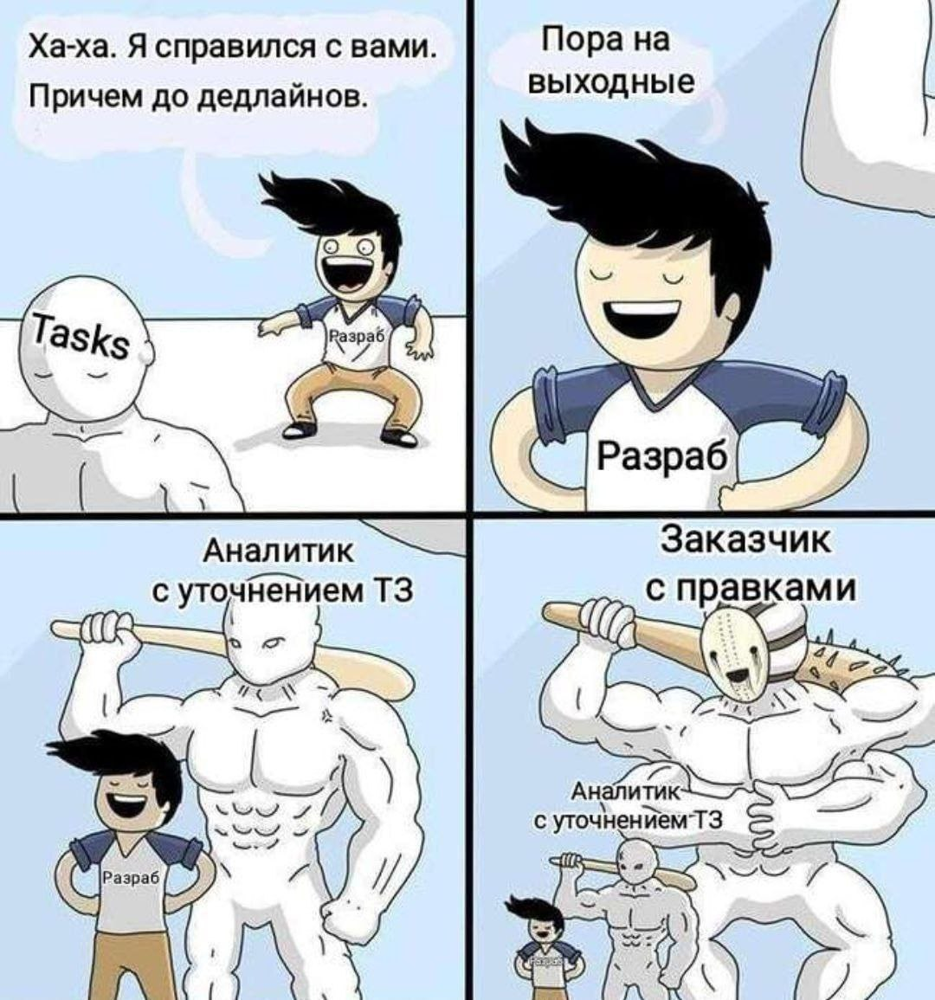 Ха-ха. Я справился с вами.
Причем до дедлайнов.
Tasks
Разраб
Пора на
выходные
Разраб
Аналитик
с уточнением ТЗ
Разраб
Заказчик
с правками
Аналитик
с уточнением ТЗ
Разраб